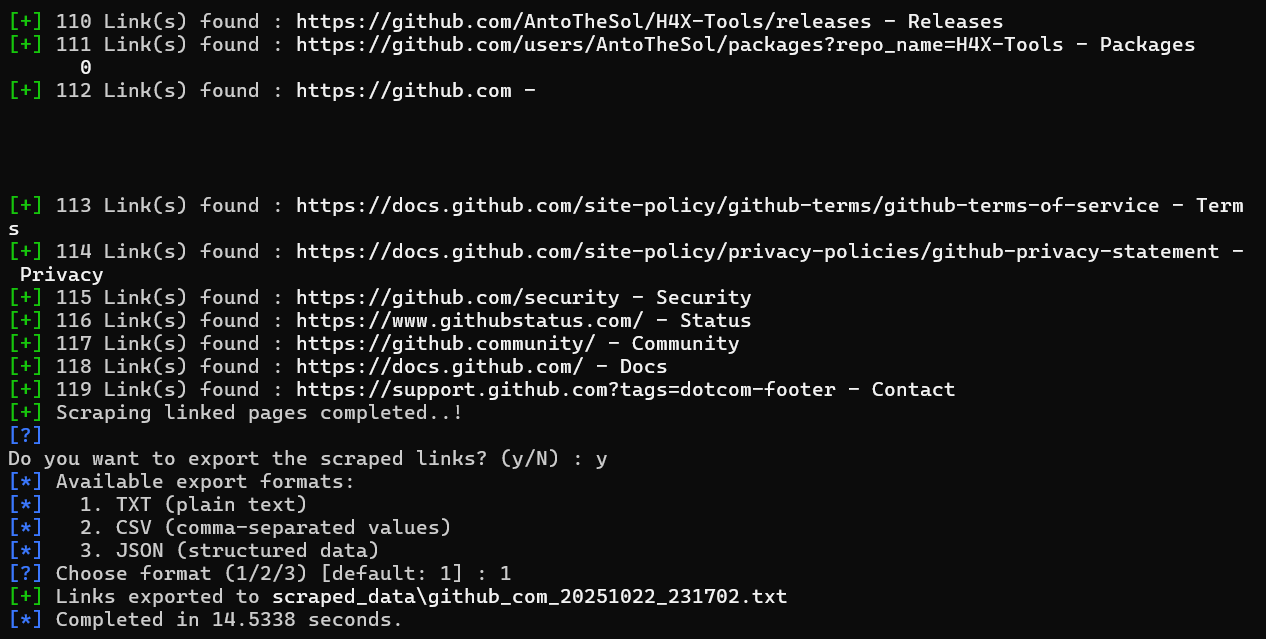 [+] 110 Link(s) found : https://github.com/AntoTheSol/H4X-Tools/releases - Releases
[+] 111 Link(s) found : https://github.com/users/AntoTheSol/packages?repo_name=H4X-Tools - Packages
      0
[+] 112 Link(s) found : https://github.com -
[+] 113 Link(s) found : https://docs.github.com/site-policy/github-terms/github-terms-of-service - Term
s
[+] 114 Link(s) found : https://docs.github.com/site-policy/privacy-policies/github-privacy-statement -
 Privacy
[+] 115 Link(s) found : https://github.com/security - Security
[+] 116 Link(s) found : https://www.githubstatus.com/ - Status
[+] 117 Link(s) found : https://github.community/ - Community
[+] 118 Link(s) found : https://docs.github.com/ - Docs
[+] 119 Link(s) found : https://support.github.com?tags=dotcom-footer - Contact
[+] Scraping linked pages completed..!
[?]
Do you want to export the scraped links? (y/N) : y
[*] Available export formats:
[*]   1. TXT (plain text)
[*]   2. CSV (comma-separated values)
[*]   3. JSON (structured data)
[?] Choose format (1/2/3) [default: 1] : 1
[+] Links exported to scraped_data\github_com_20251022_231702.txt
[*] Completed in 14.5338 seconds.